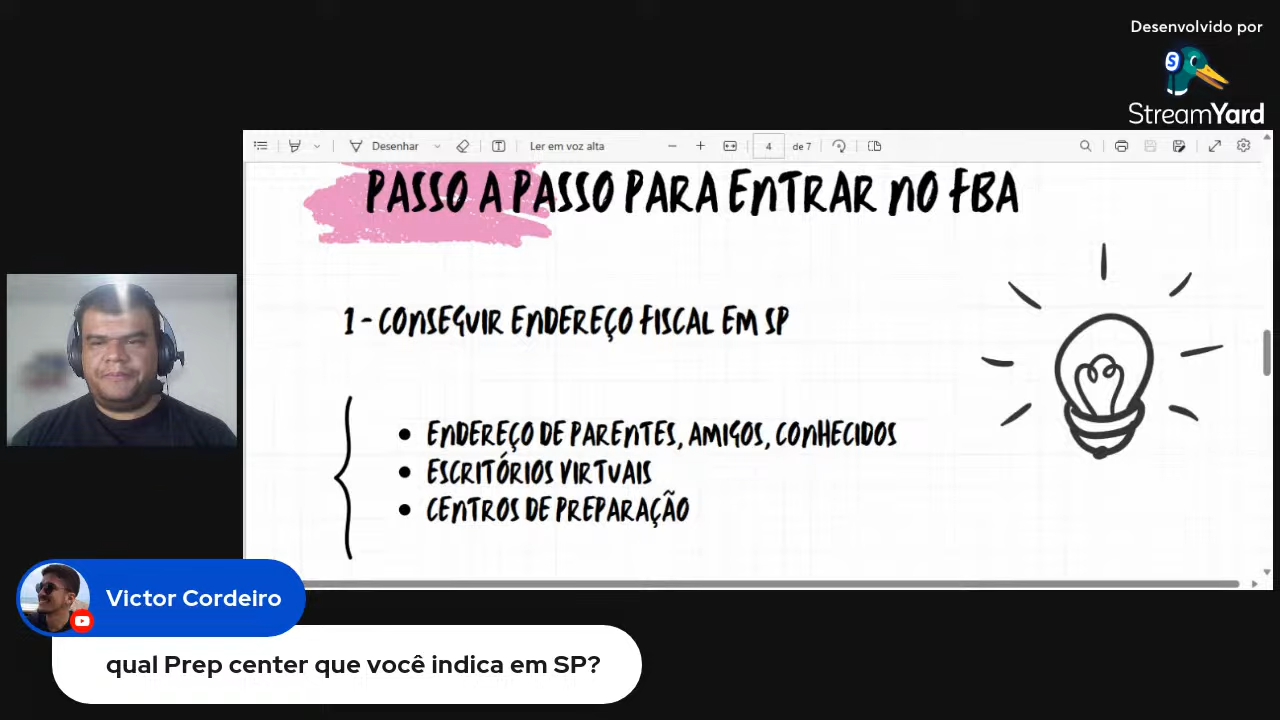 Desenvolvido por
StreamYard
Desenhar
Ler em voz alta
4
de 7
PASSO A PASSO PARA ENTRAR NO FBA
1 - CONSEGUIR ENDEREÇO FISCAL EM SP
• ENDEREÇO DE PARENTES, AMIGOS, CONHECIDOS
• ESCRITÓRIOS VIRTUAIS
• CENTROS DE PREPARAÇÃO
Victor Cordeiro
qual Prep center que você indica em SP?